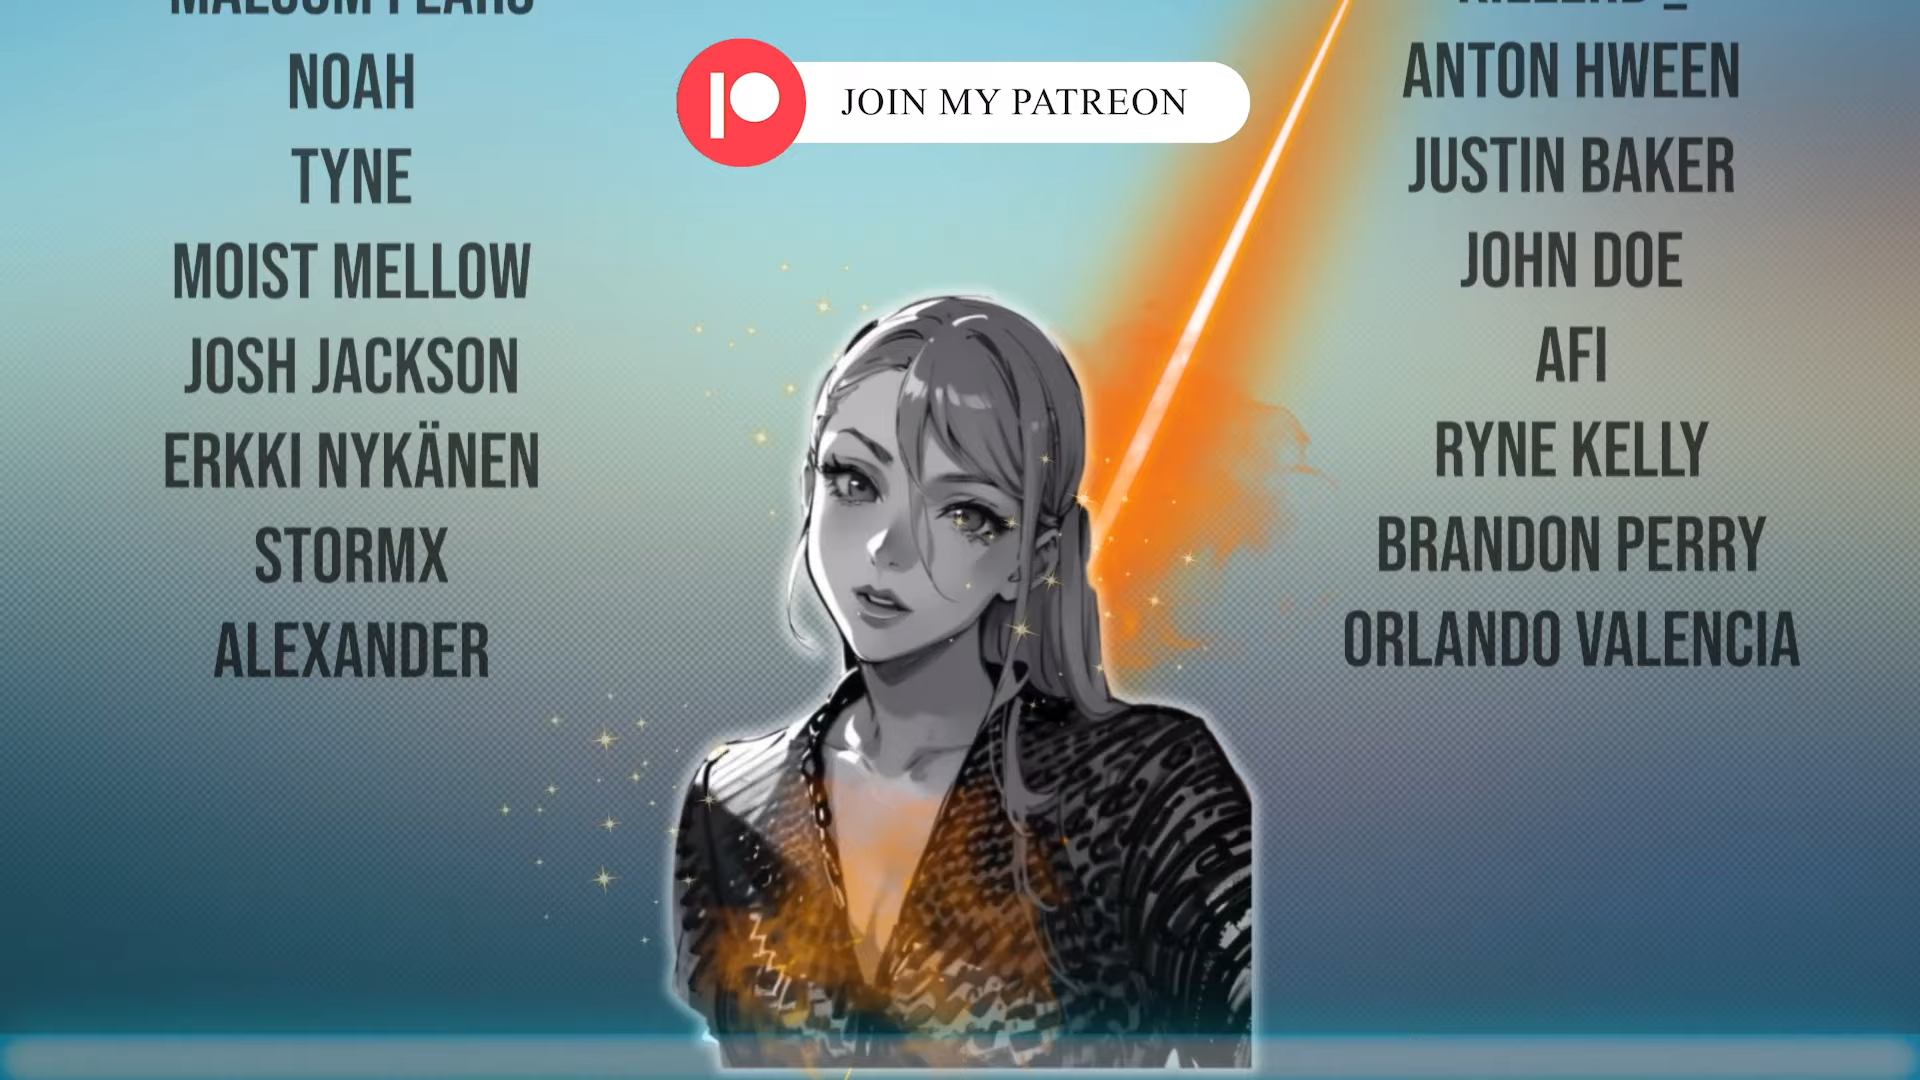 NOAH
TYNE
MOIST MELLOW
JOSH JACKSON
ERKKI NYKÄNEN
STORMX
ALEXANDER
JOIN MY PATREON
ANTON HWEEN
JUSTIN BAKER
JOHN DOE
AFI
RYNE KELLY
BRANDON PERRY
ORLANDO VALENCIA